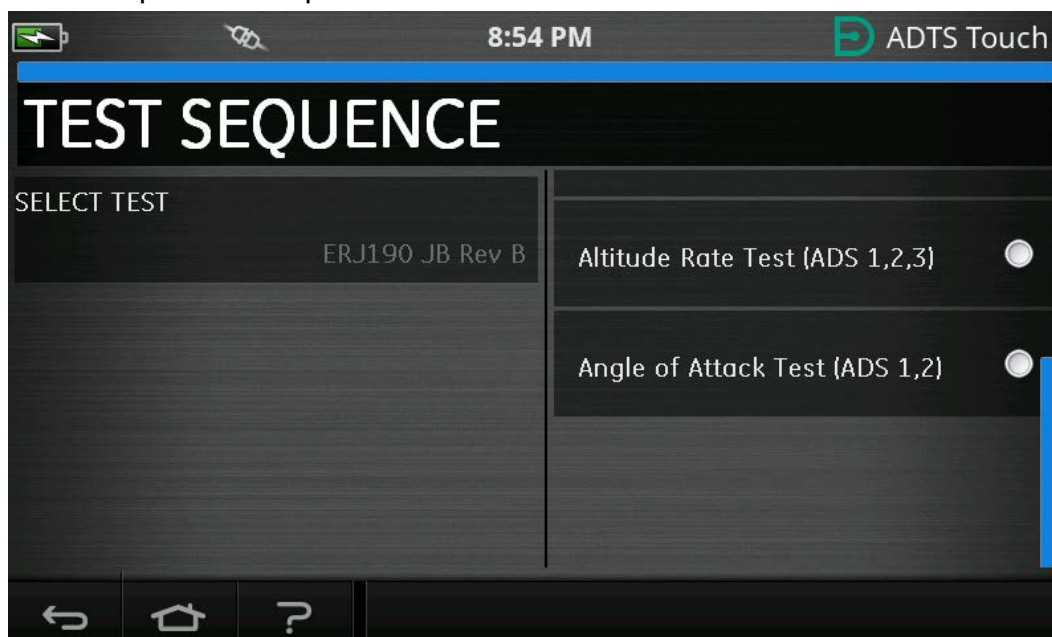 8:54 PM
ADTS Touch
TEST SEQUENCE
SELECT TEST
ERJ190 JB Rev B
Altitude Rate Test (ADS 1,2,3)
Angle of Attack Test (ADS 1,2)
?